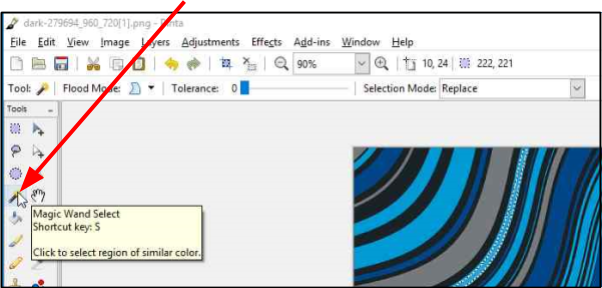 dark-279694_960_720[1].png - Pinta
File Edit View Image Layers Adjustments Effects Add-ins Window Help
90% 10, 24 222, 221
Tool: Flood Mode: Tolerance: 0 Selection Mode: Replace
Tools
Magic Wand Select
Shortcut key: S
Click to select region of similar color.